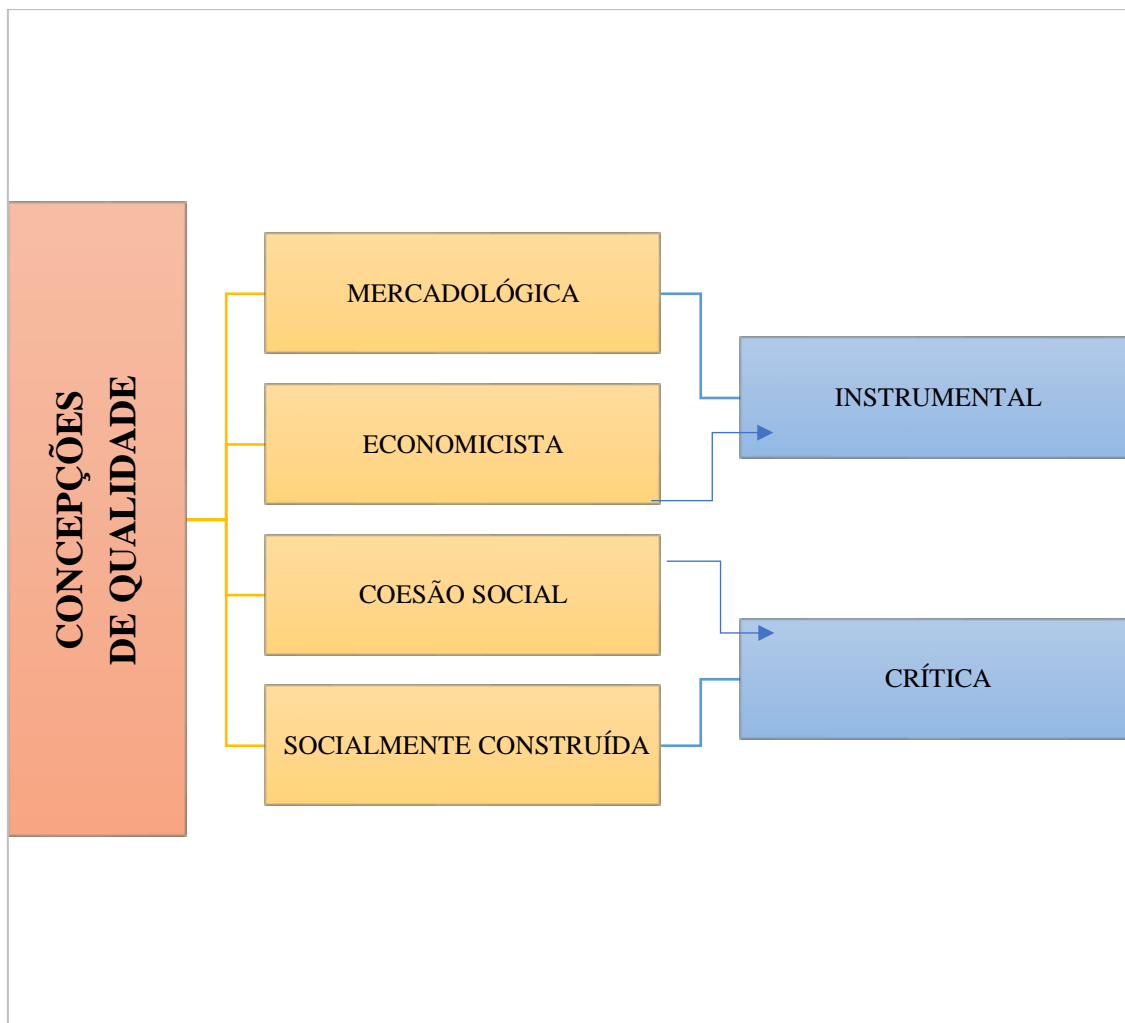 CONCEPÇÕES
DE QUALIDADE
MERCADOLÓGICA
ECONOMICISTA
COESÃO SOCIAL
SOCIALMENTE CONSTRUÍDA
INSTRUMENTAL
CRÍTICA